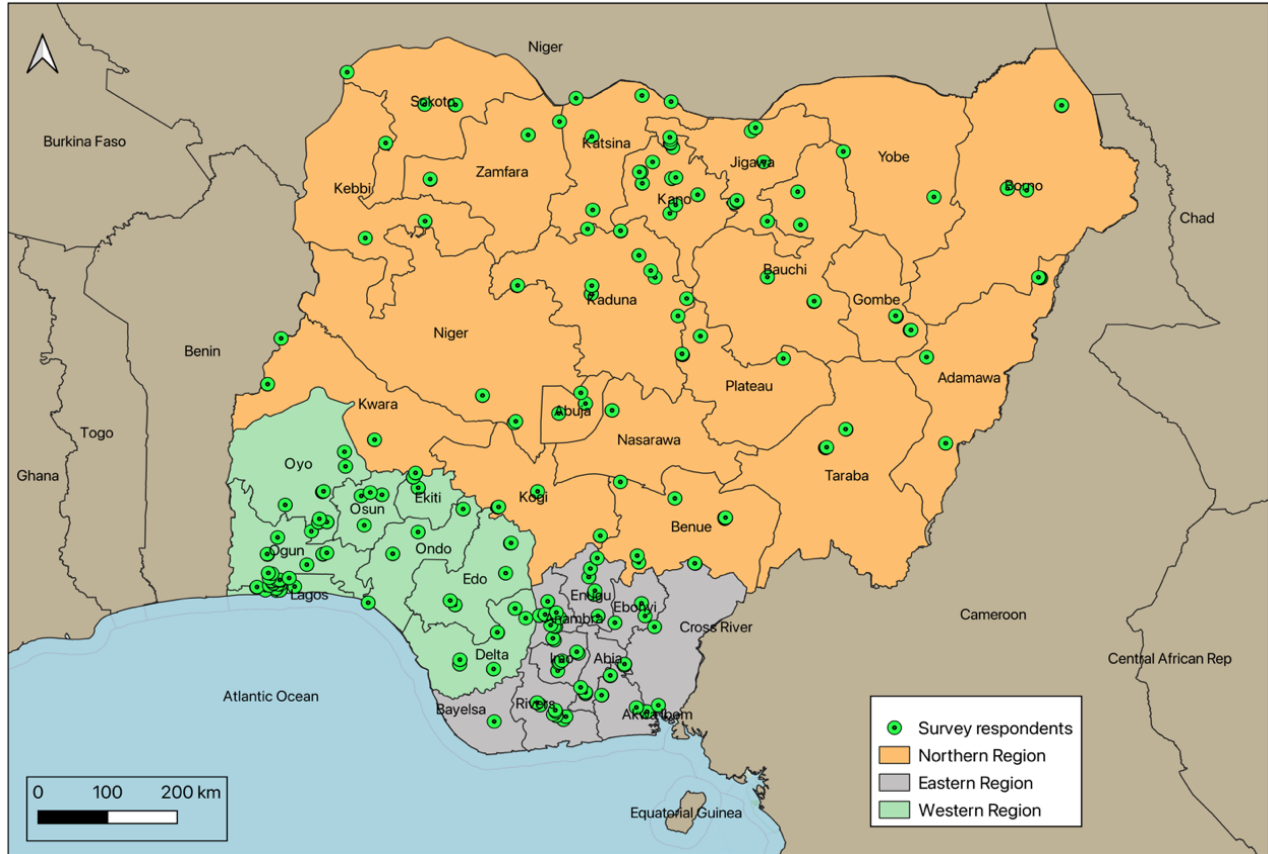 Niger
Burkina Faso
Sokoto
Katsina
Zamfara
Jigawa
Yobe
Kebbi
Kano
Borno
Chad
Bauchi
Gombe
Kaduna
Niger
Benin
Adamawa
Plateau
Kwara
Abuja
Togo
Nasarawa
Ghana
Oyo
Taraba
Ekiti
Kogi
Osun
Benue
Ogun
Ondo
Edo
Lagos
Enugu
Ebonyi
Anambra
Cross River
Cameroon
Delta
Imo
Abia
Central African Rep
Atlantic Ocean
Bayelsa
Rivers
Akwa Ibom
Survey respondents
Northern Region
Eastern Region
Western Region
0 100 200 km
Equatorial Guinea